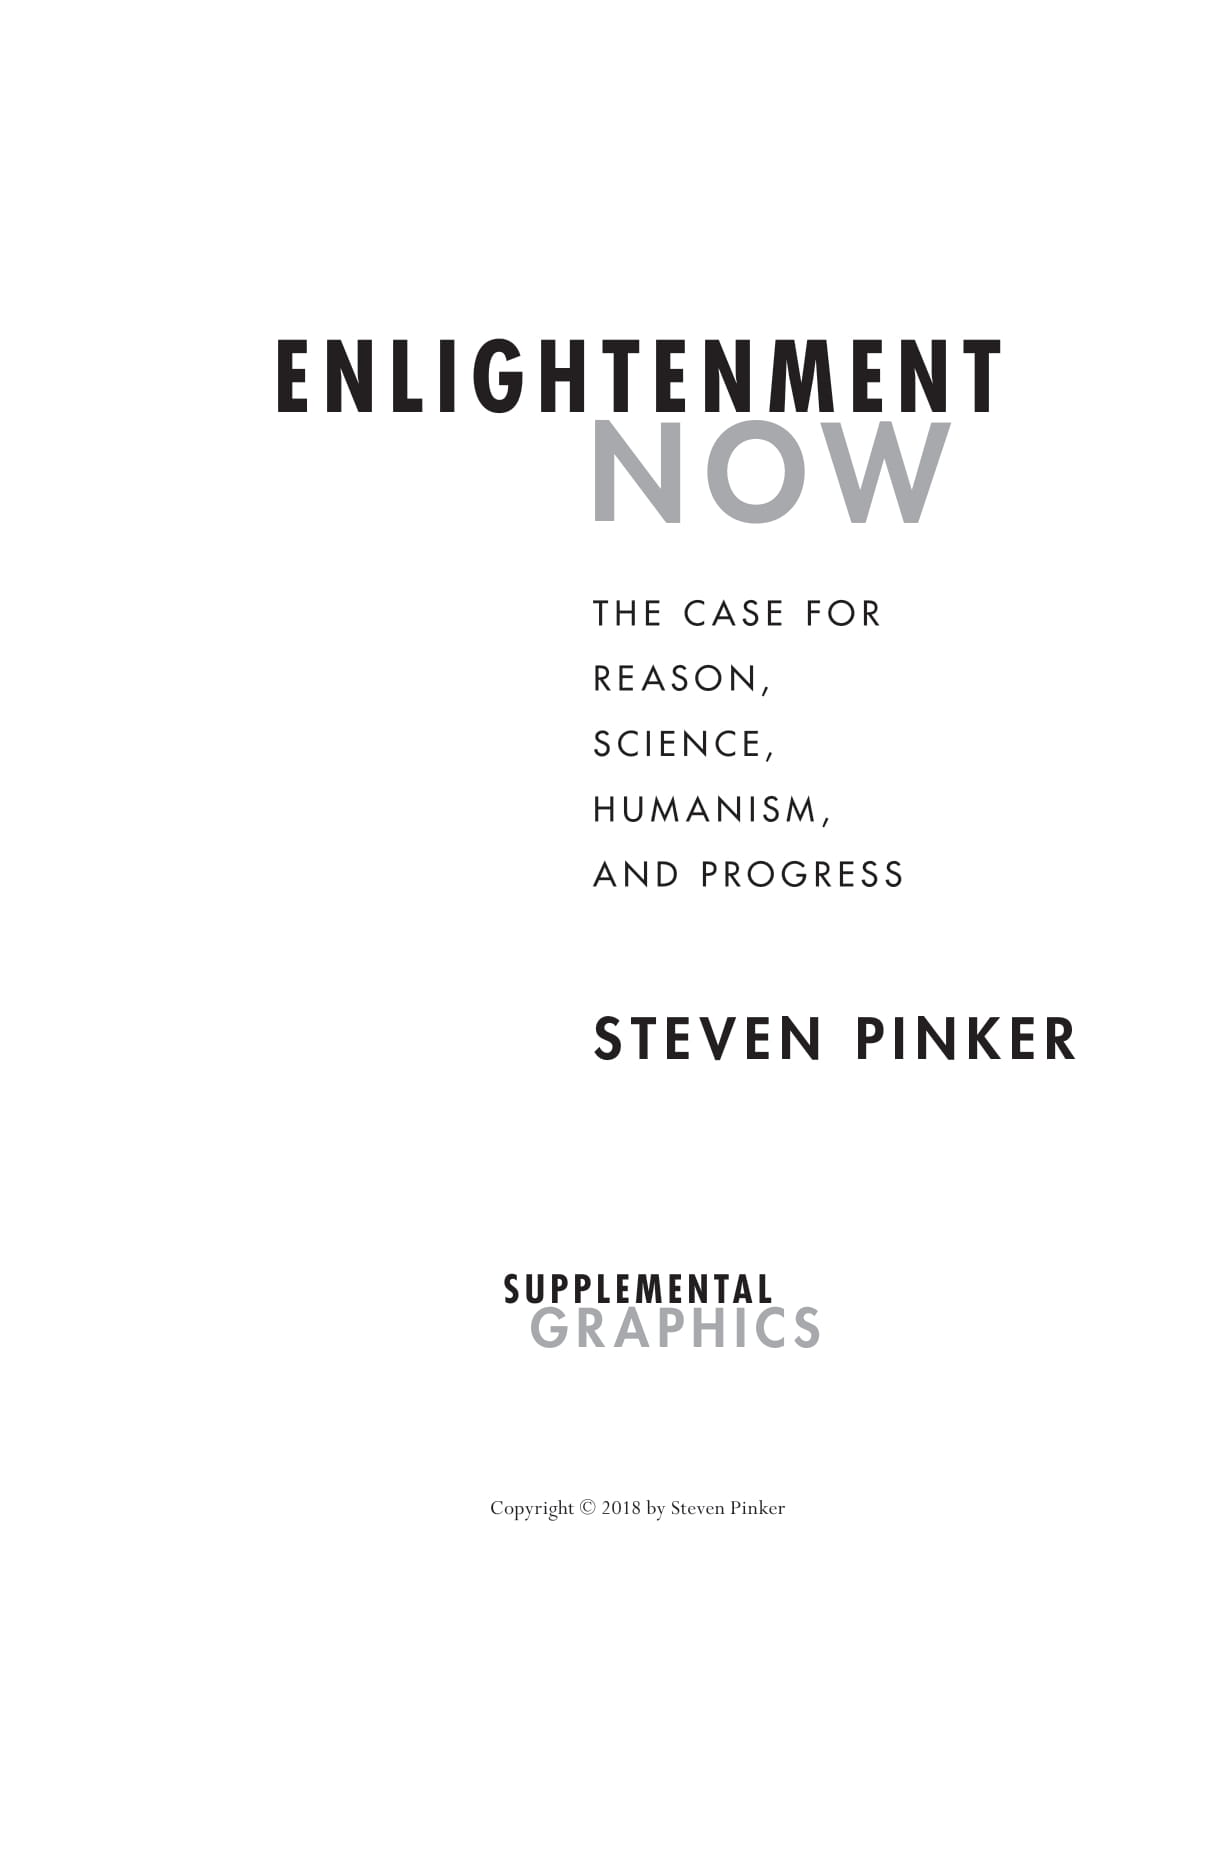 ENLIGHTENMENT
NOW
THE CASE FOR
REASON,
SCIENCE,
HUMANISM,
AND PROGRESS
STEVEN PINKER
SUPPLEMENTAL
GRAPHICS
Copyright © 2018 by Steven Pinker